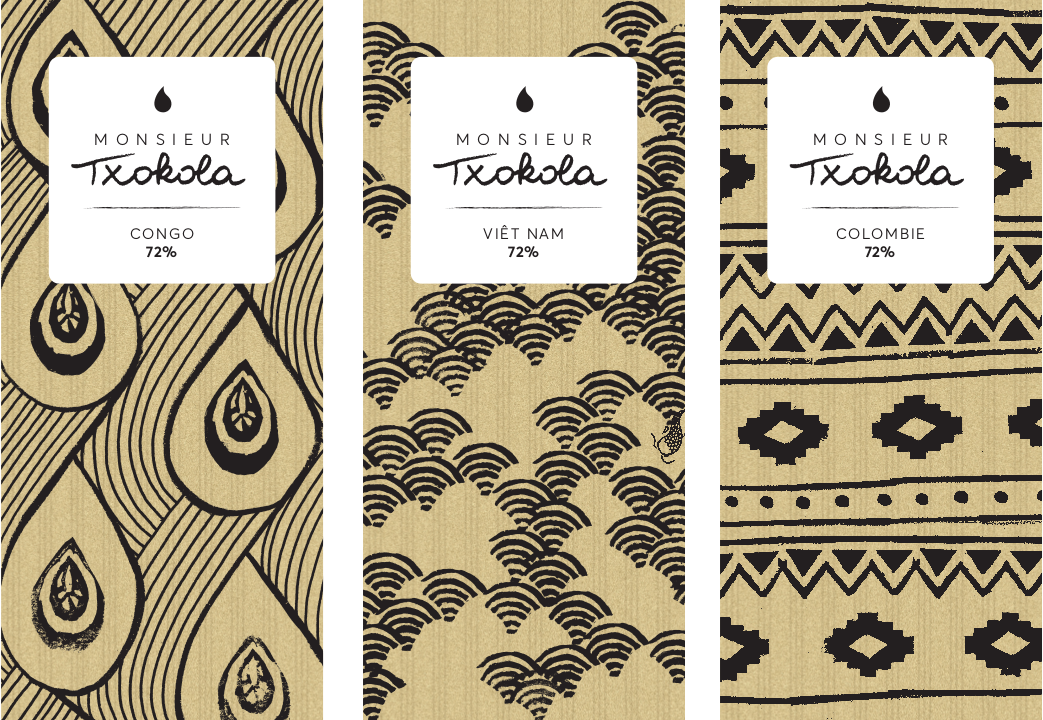 MONSIEUR
Txokola
CONGO
72%
MONSIEUR
Txokola
VIÊT NAM
72%
MONSIEUR
Txokola
COLOMBIE
72%